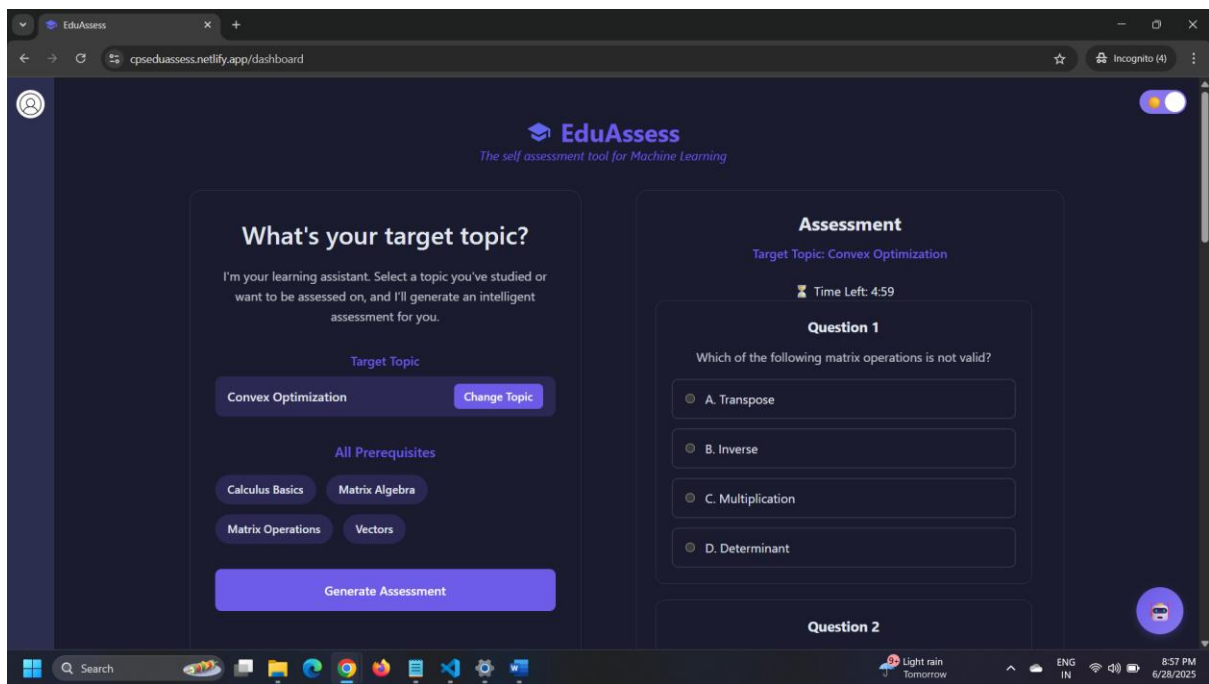 EduAssess
cpseduassess.netlify.app/dashboard
Incognito (4)
EduAssess
The self assessment tool for Machine Learning
What's your target topic?
I'm your learning assistant. Select a topic you've studied or
want to be assessed on, and I'll generate an intelligent
assessment for you.
Target Topic
Convex Optimization
Change Topic
All Prerequisites
Calculus Basics
Matrix Algebra
Matrix Operations
Vectors
Generate Assessment
Assessment
Target Topic: Convex Optimization
Time Left: 4:59
Question 1
Which of the following matrix operations is not valid?
A. Transpose
B. Inverse
C. Multiplication
D. Determinant
Question 2
Search
9+
Light rain
Tomorrow
ENG
IN
8:57 PM
6/28/2025